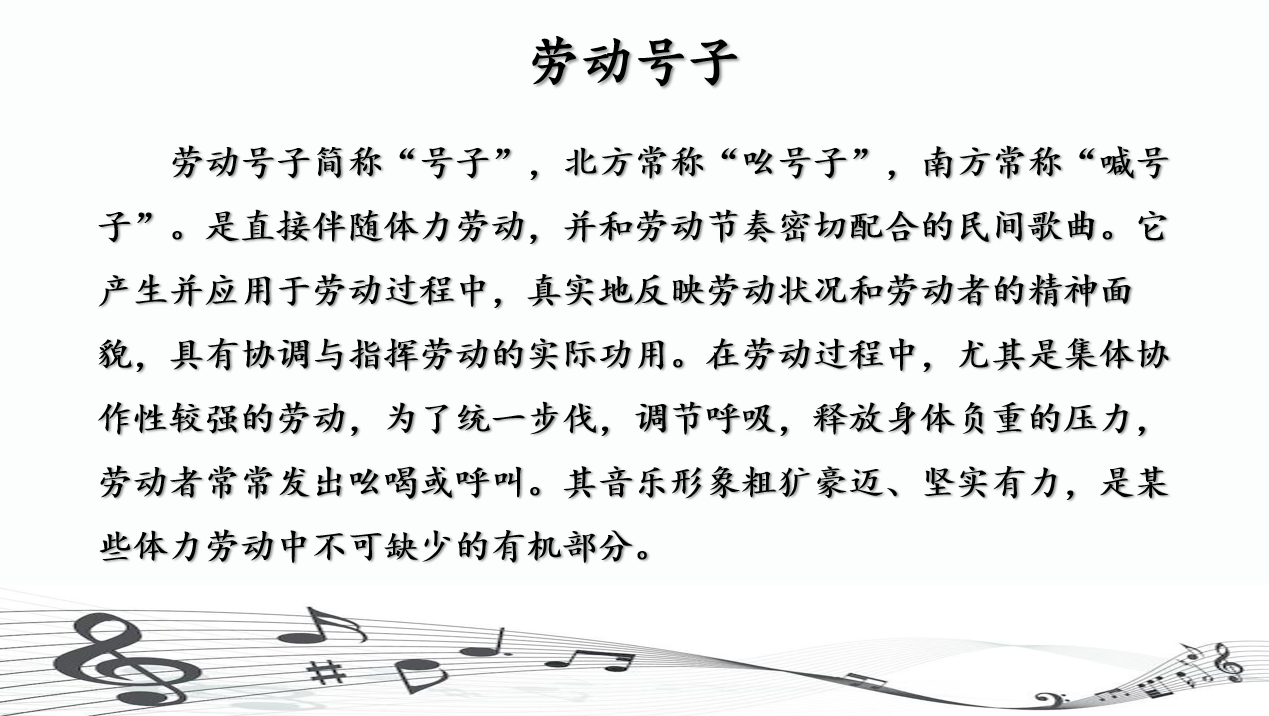 劳动号子
劳动号子简称“号子”，北方常称“吆号子”，南方常称“喊号
子”。是直接伴随体力劳动，并和劳动节奏密切配合的民间歌曲。它
产生并应用于劳动过程中，真实地反映劳动状况和劳动者的精神面
貌，具有协调与指挥劳动的实际功用。在劳动过程中，尤其是集体协
作性较强的劳动，为了统一步伐，调节呼吸，释放身体负重的压力，
劳动者常常发出吆喝或呼叫。其音乐形象粗犷豪迈、坚实有力，是某
些体力劳动中不可缺少的有机部分。